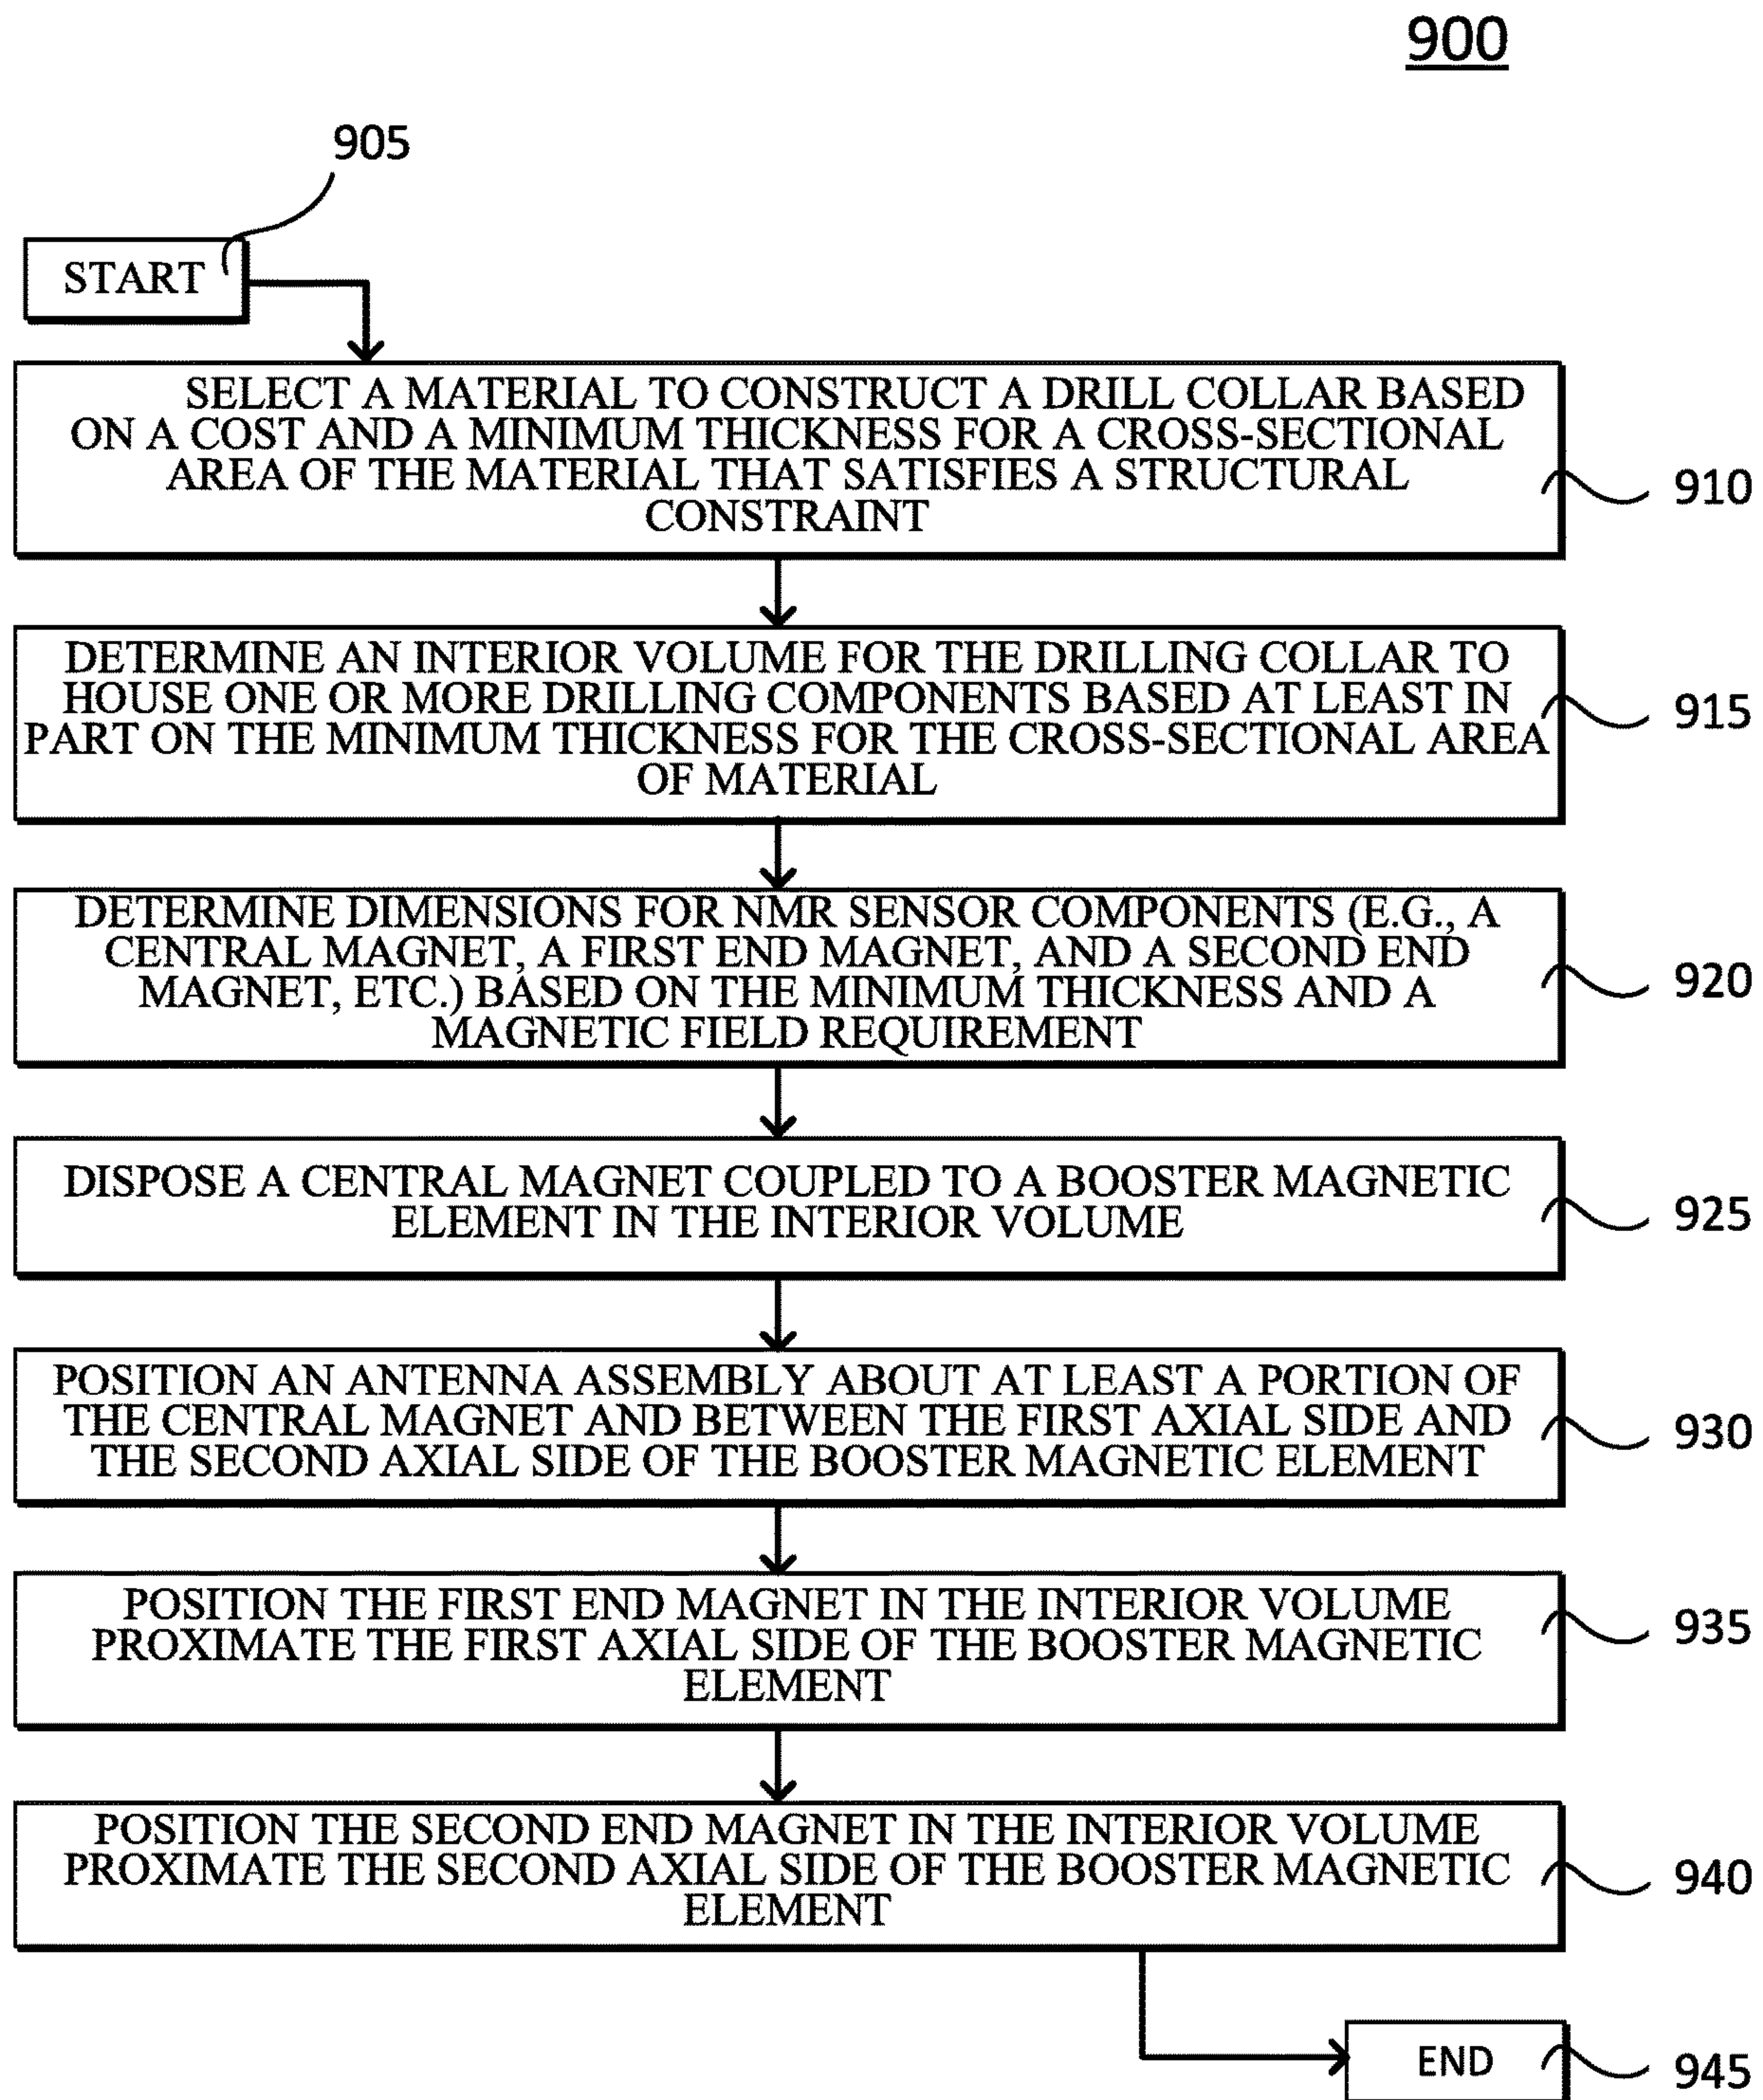 900
905
START
SELECT A MATERIAL TO CONSTRUCT A DRILL COLLAR BASED
ON A COST AND A MINIMUM THICKNESS FOR A CROSS-SECTIONAL
AREA OF THE MATERIAL THAT SATISFIES A STRUCTURAL
CONSTRAINT
910
DETERMINE AN INTERIOR VOLUME FOR THE DRILLING COLLAR TO
HOUSE ONE OR MORE DRILLING COMPONENTS BASED AT LEAST IN
PART ON THE MINIMUM THICKNESS FOR THE CROSS-SECTIONAL AREA
OF MATERIAL
915
DETERMINE DIMENSIONS FOR NMR SENSOR COMPONENTS (E.G., A
CENTRAL MAGNET, A FIRST END MAGNET, AND A SECOND END
MAGNET, ETC.) BASED ON THE MINIMUM THICKNESS AND A
MAGNETIC FIELD REQUIREMENT
920
DISPOSE A CENTRAL MAGNET COUPLED TO A BOOSTER MAGNETIC
ELEMENT IN THE INTERIOR VOLUME
925
POSITION AN ANTENNA ASSEMBLY ABOUT AT LEAST A PORTION OF
THE CENTRAL MAGNET AND BETWEEN THE FIRST AXIAL SIDE AND
THE SECOND AXIAL SIDE OF THE BOOSTER MAGNETIC ELEMENT
930
POSITION THE FIRST END MAGNET IN THE INTERIOR VOLUME
PROXIMATE THE FIRST AXIAL SIDE OF THE BOOSTER MAGNETIC
ELEMENT
935
POSITION THE SECOND END MAGNET IN THE INTERIOR VOLUME
PROXIMATE THE SECOND AXIAL SIDE OF THE BOOSTER MAGNETIC
ELEMENT
940
END
945